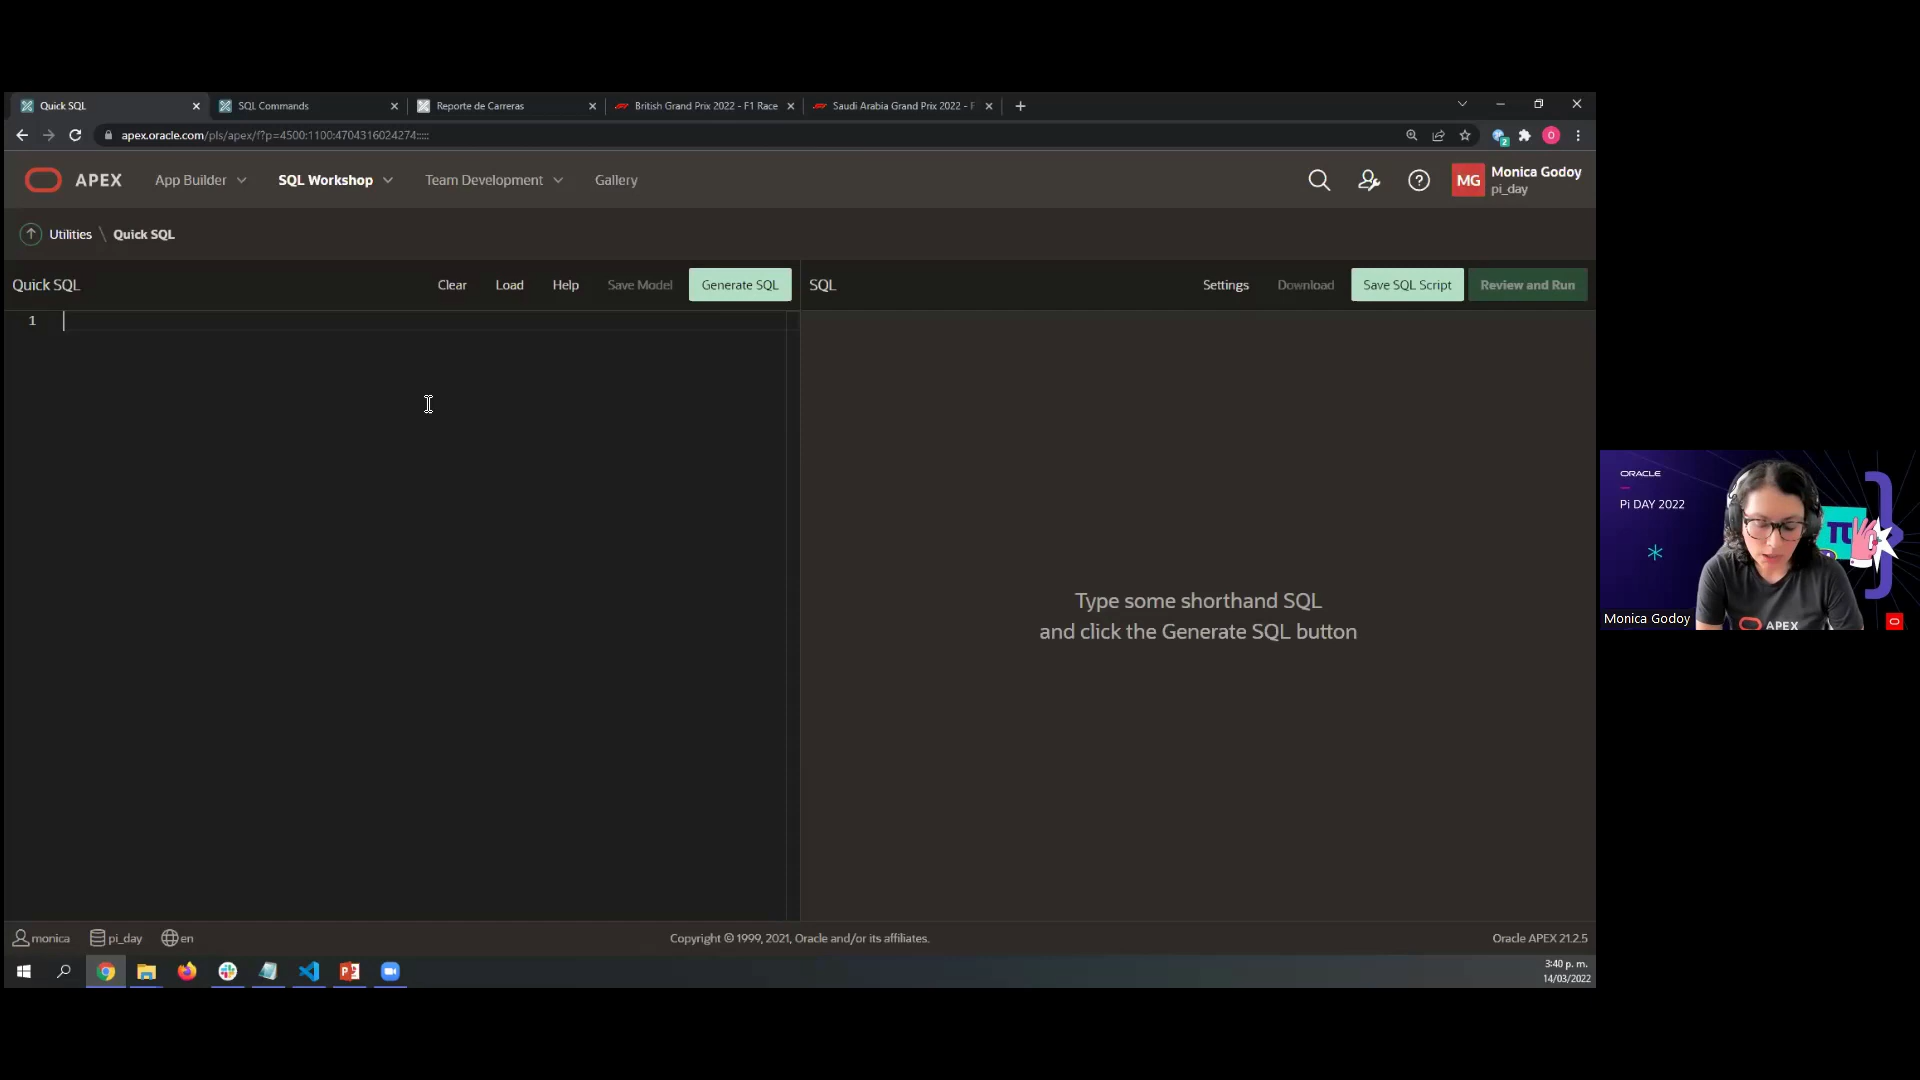 Quick SQL
SQL Commands
Reporte de Carreras
British Grand Prix 2022 - F1 Race
Saudi Arabia Grand Prix 2022 - F
apex.oracle.com/pls/apex/f?p=4500:1100:4704316024274:::::
2
O
APEX
App Builder
SQL Workshop
Team Development
Gallery
MG
Monica Godoy
pi_day
Utilities \ Quick SQL
Quick SQL
Clear
Load
Help
Save Model
Generate SQL
SQL
Settings
Download
Save SQL Script
Review and Run
1
Type some shorthand SQL
and click the Generate SQL button
ORACLE
Pi DAY 2022
π
Monica Godoy
APEX
monica
pi_day
en
Copyright © 1999, 2021, Oracle and/or its affiliates.
Oracle APEX 21.2.5
3:40 p. m.
14/03/2022